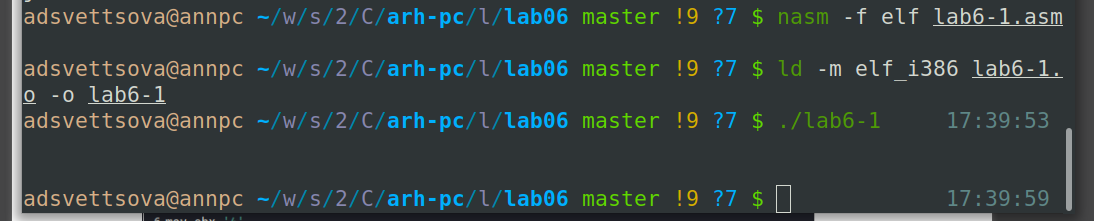 adsvettsova@annpc ~/w/s/2/C/arh-pc/l/lab06 master !9 ?7 $ nasm -f elf lab6-1.asm
adsvettsova@annpc ~/w/s/2/C/arh-pc/l/lab06 master !9 ?7 $ ld -m elf_i386 lab6-1.
o -o lab6-1
adsvettsova@annpc ~/w/s/2/C/arh-pc/l/lab06 master !9 ?7 $ ./lab6-1 17:39:53
adsvettsova@annpc ~/w/s/2/C/arh-pc/l/lab06 master !9 ?7 $ 17:39:59